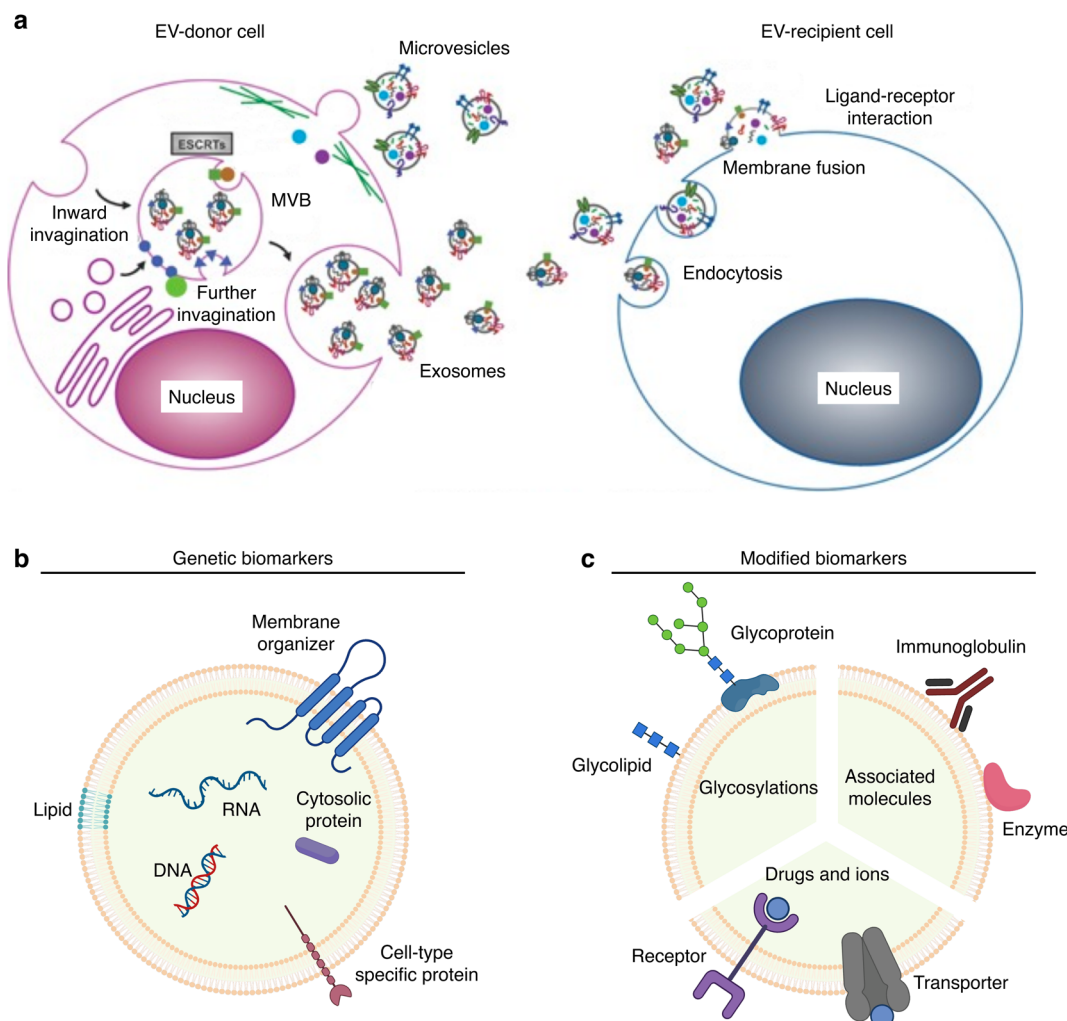 a
EV-donor cell
Microvesicles
EV-recipient cell
Ligand-receptor
interaction
ESCRTs
Membrane fusion
MVB
Inward
invagination
Endocytosis
Further
invagination
Exosomes
Nucleus
Nucleus
b
Genetic biomarkers
Membrane
organizer
Lipid
RNA
Cytosolic
protein
DNA
Cell-type
specific protein
c
Modified biomarkers
Glycoprotein
Immunoglobulin
Glycolipid
Glycosylations
Associated
molecules
Enzyme
Drugs and ions
Receptor
Transporter